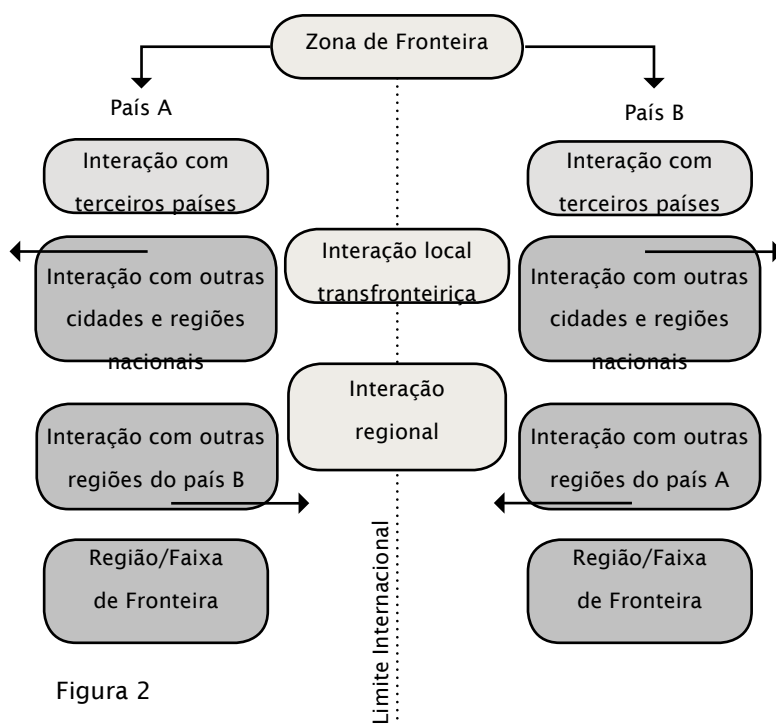 Zona de Fronteira
País A
País B
Interação com
terceiros países
Interação com
terceiros países
Interação local
transfronteiriça
Interação com outras
cidades e regiões
nacionais
Interação com outras
cidades e regiões
nacionais
Interação
regional
Interação com outras
regiões do país B
Interação com outras
regiões do país A
Região/Faixa
de Fronteira
Limite Internacional
Região/Faixa
de Fronteira
Figura 2